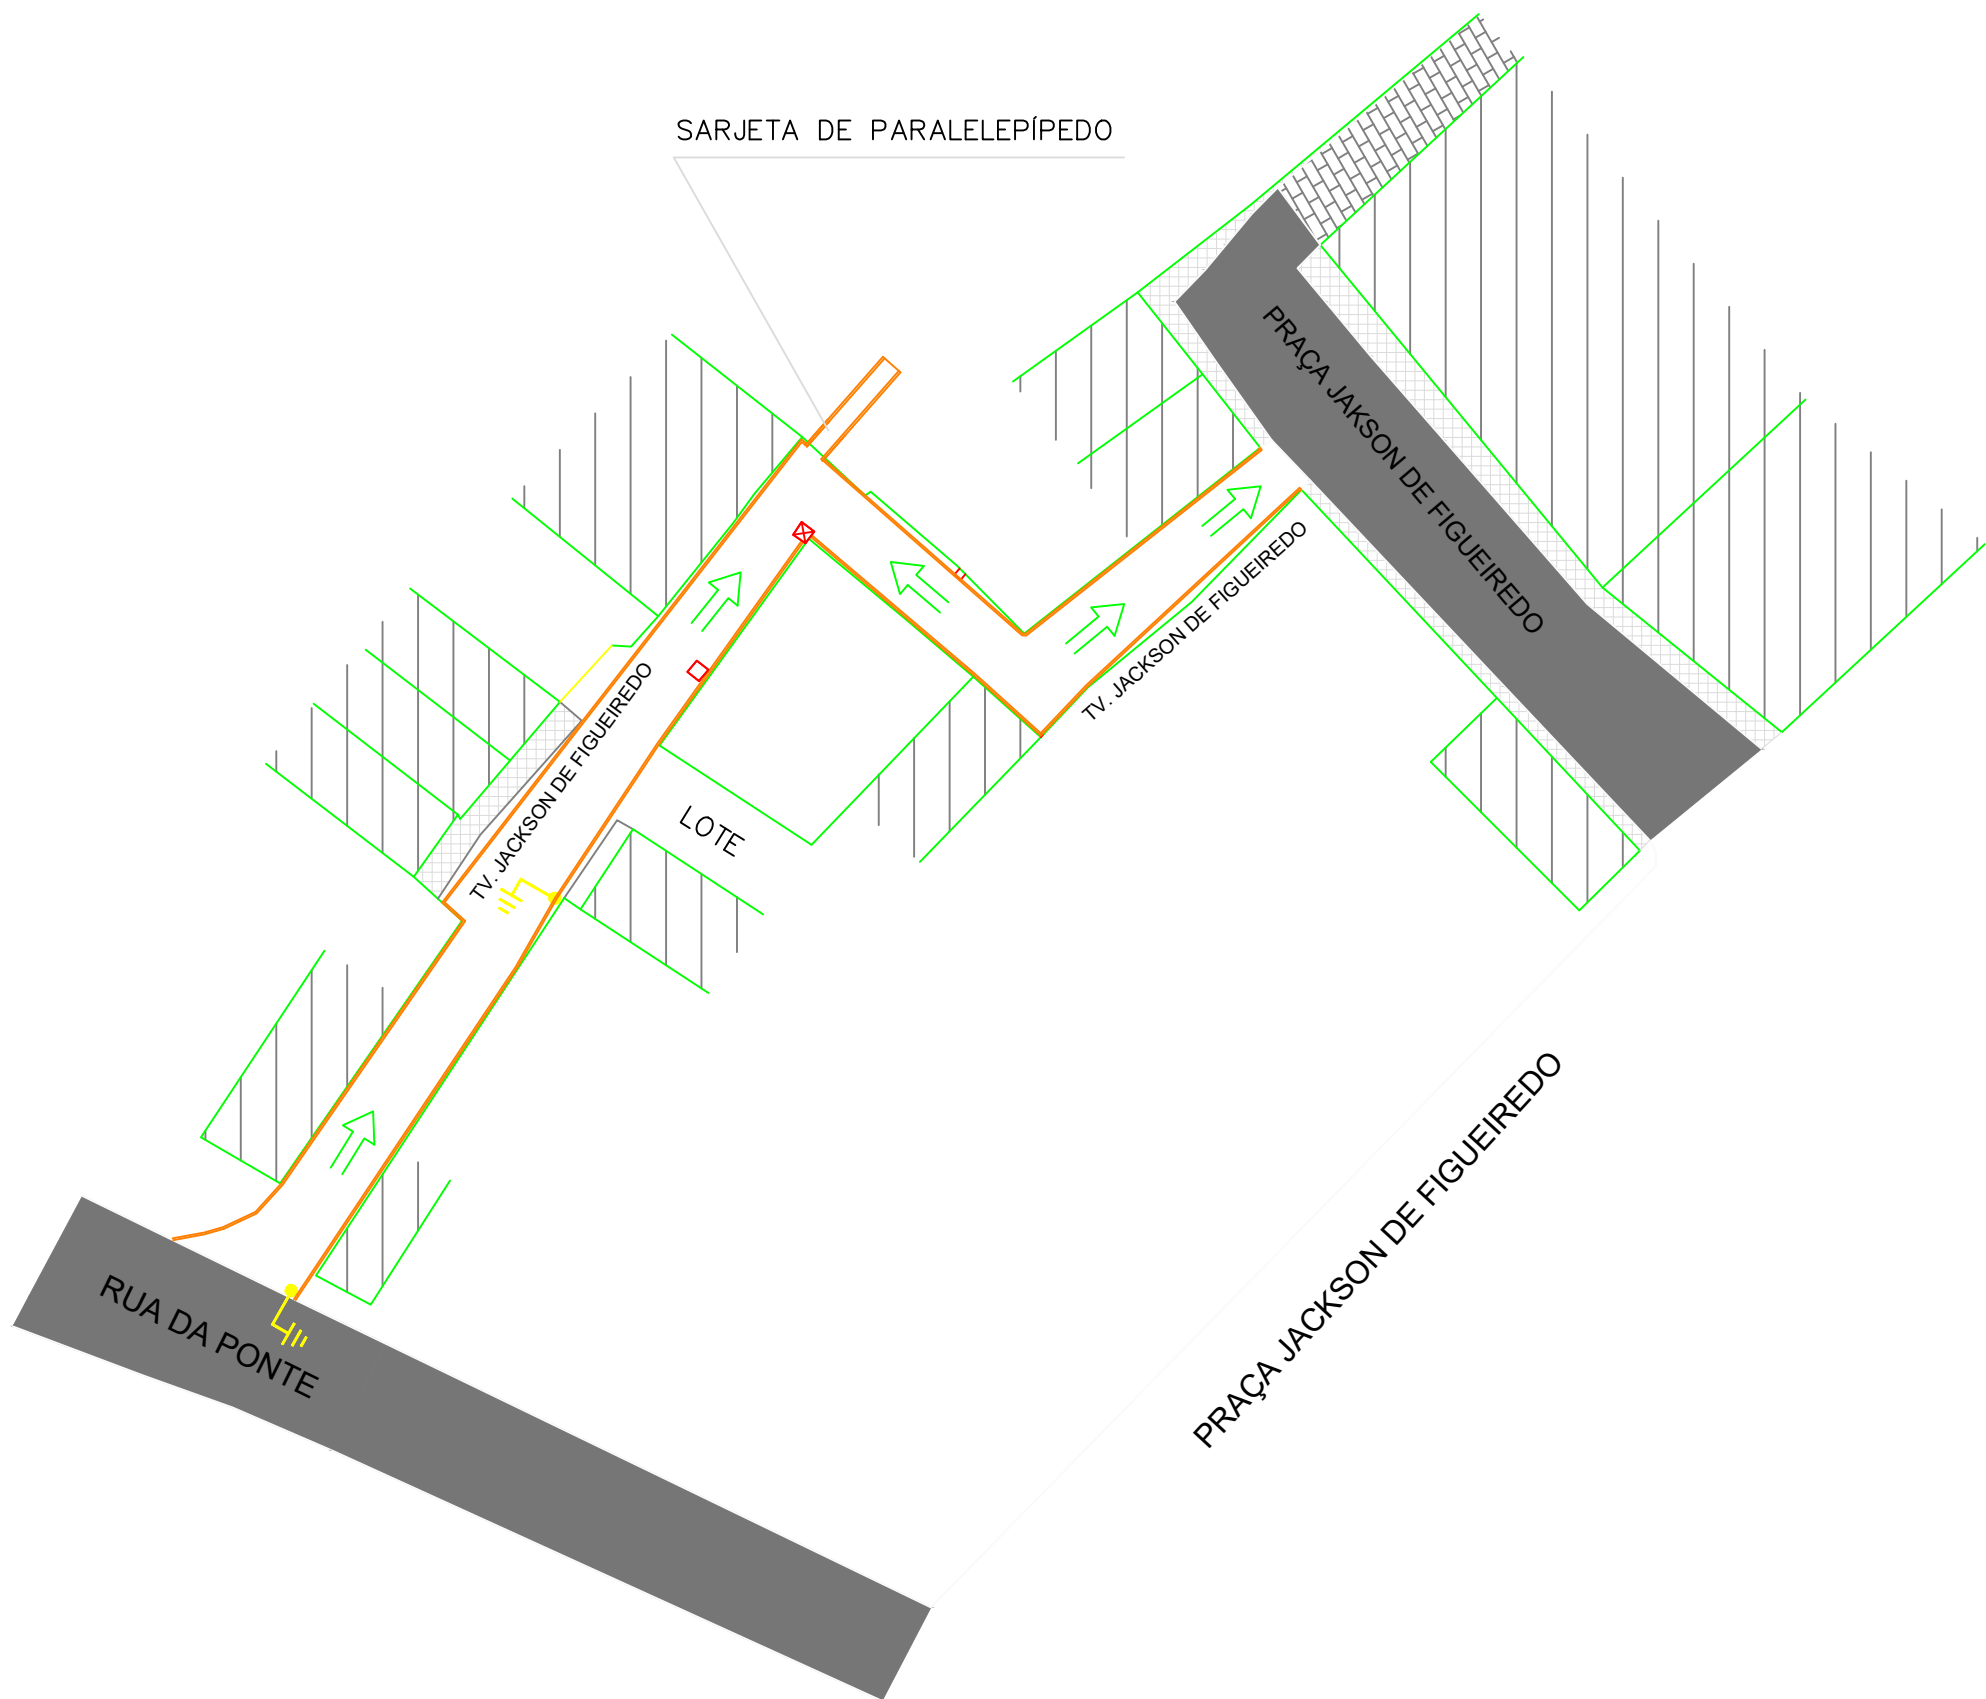 SARJETA DE PARALELEPÍPEDO
PRAÇA JAKSON DE FIGUEIREDO
TV. JACKSON DE FIGUEIREDO
TV. JACKSON DE FIGUEIREDO
LOTE
PRAÇA JACKSON DE FIGUEIREDO
RUA DA PONTE